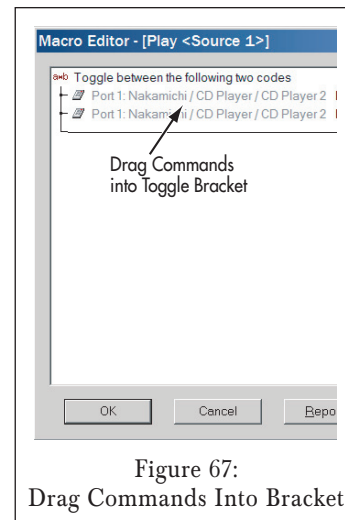 Macro Editor - [Play <Source 1>]
a⇔b Toggle between the following two codes
Port 1: Nakamichi / CD Player / CD Player 2
Port 1: Nakamichi / CD Player / CD Player 2
Drag Commands
into Toggle Bracket
OK Cancel Repo
Figure 67:
Drag Commands Into Bracket